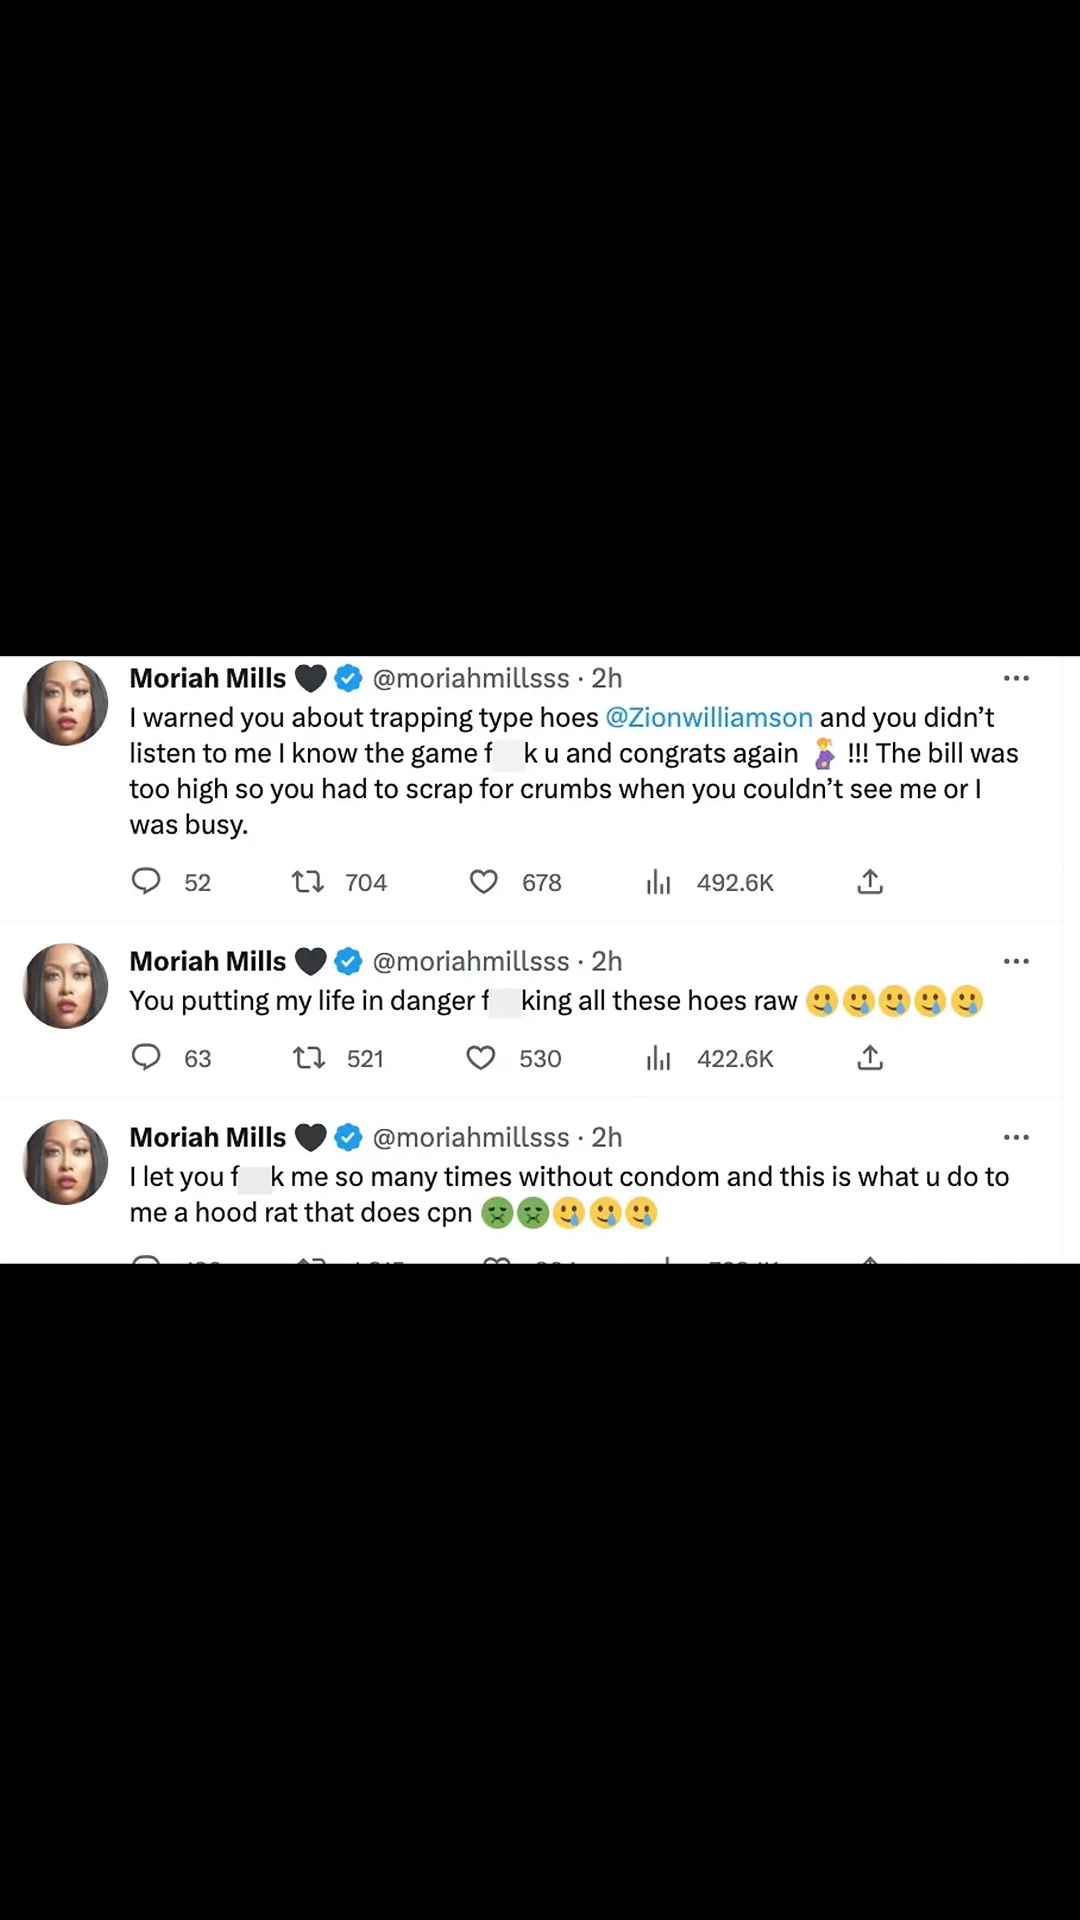 Moriah Mills 🖤 @moriahmillsss · 2h
I warned you about trapping type hoes @Zionwilliamson and you didn’t
listen to me I know the game f k u and congrats again 🫄 !!! The bill was
too high so you had to scrap for crumbs when you couldn’t see me or I
was busy.
52 704 678 492.6K
Moriah Mills 🖤 @moriahmillsss · 2h
You putting my life in danger f king all these hoes raw 🥲🥲🥲🥲🥲
63 521 530 422.6K
Moriah Mills 🖤 @moriahmillsss · 2h
I let you f k me so many times without condom and this is what u do to
me a hood rat that does cpn 🤢🤢🥲🥲🥲